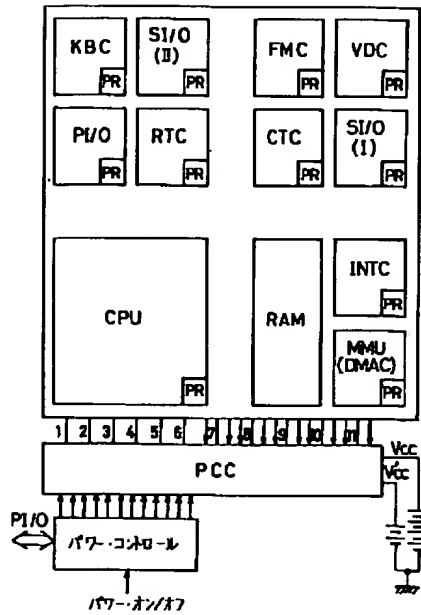 KBC
PR
SI/O
(II)
PR
FMC
PR
VDC
PR
PI/O
PR
RTC
PR
CTC
PR
SI/O
(I)
PR
CPU
PR
RAM
INTC
PR
MMU
(DMAC)
PR
1 2 3 4 5 6 7 8 9 10 11
PCC
Vcc
V'cc
PI/O
パワー・コントロール
パワー・オン/オフ